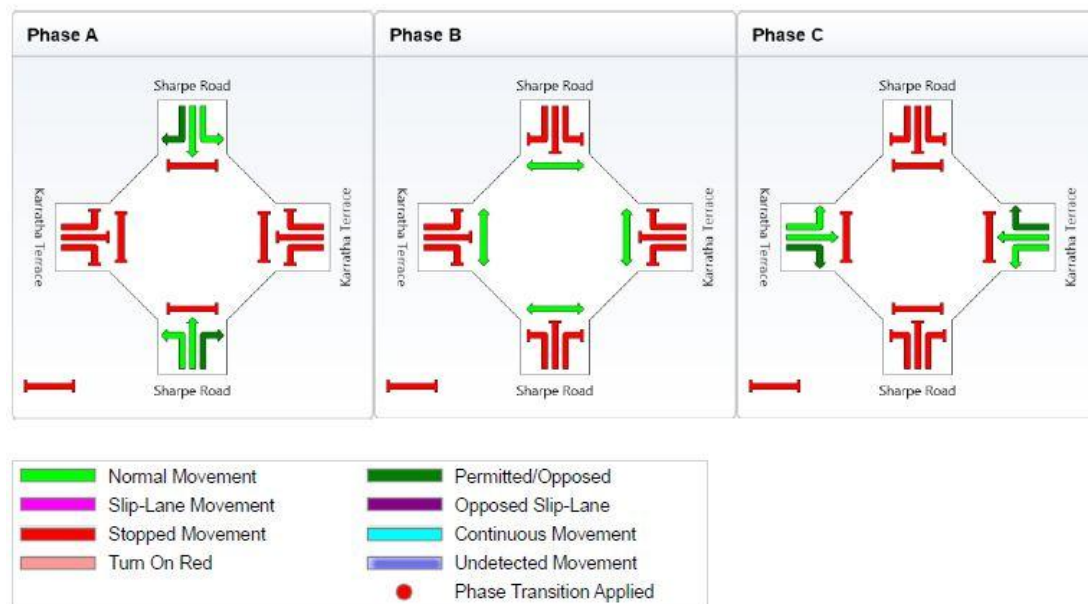 Phase A
Phase B
Phase C
Sharpe Road
Sharpe Road
Sharpe Road
Karratha Terrace
Karratha Terrace
Karratha Terrace
Karratha Terrace
Karratha Terrace
Karratha Terrace
Sharpe Road
Sharpe Road
Sharpe Road
Normal Movement
Permitted/Opposed
Slip-Lane Movement
Opposed Slip-Lane
Stopped Movement
Continuous Movement
Turn On Red
Undetected Movement
Phase Transition Applied